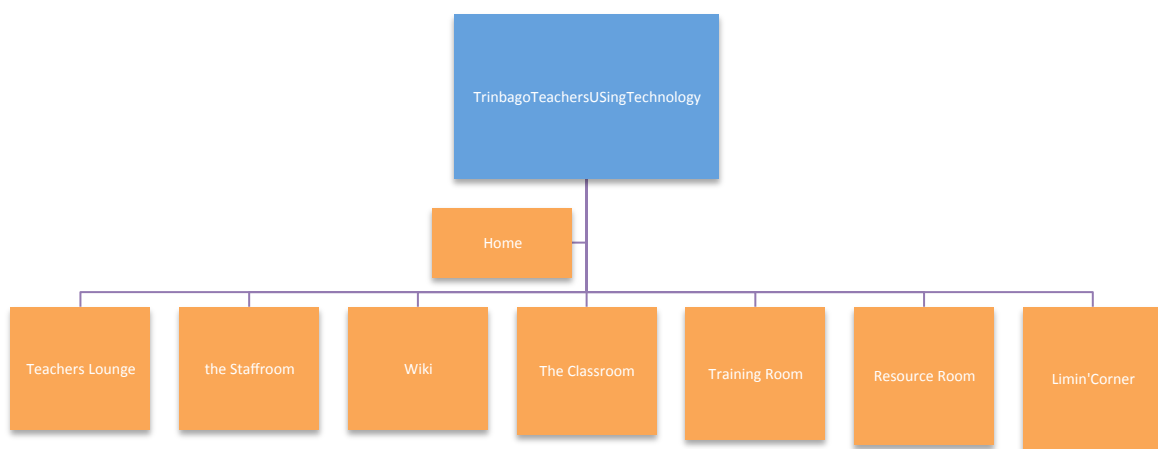 TrinbagoTeachersUSingTechnology
Home
Teachers Lounge
the Staffroom
Wiki
The Classroom
Training Room
Resource Room
Limin'Corner